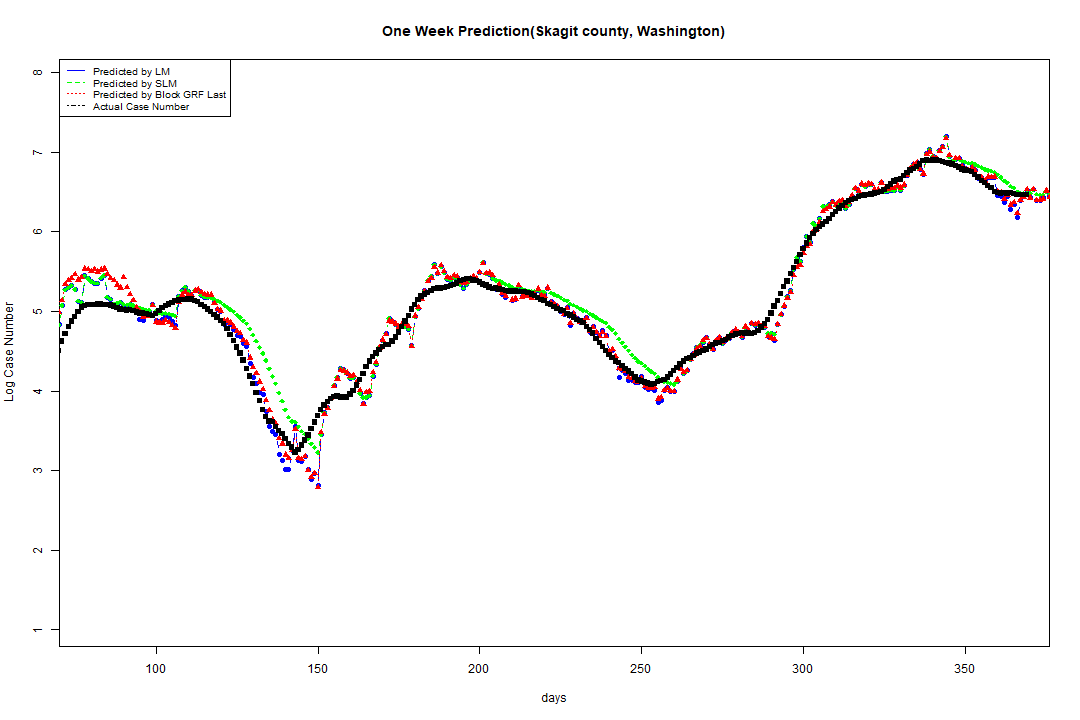 One Week Prediction(Skagit county, Washington)
Predicted by LM
Predicted by SLM
Predicted by Block GRF Last
Actual Case Number
8
7
6
5
4
3
2
1
Log Case Number
100 150 200 250 300 350
days